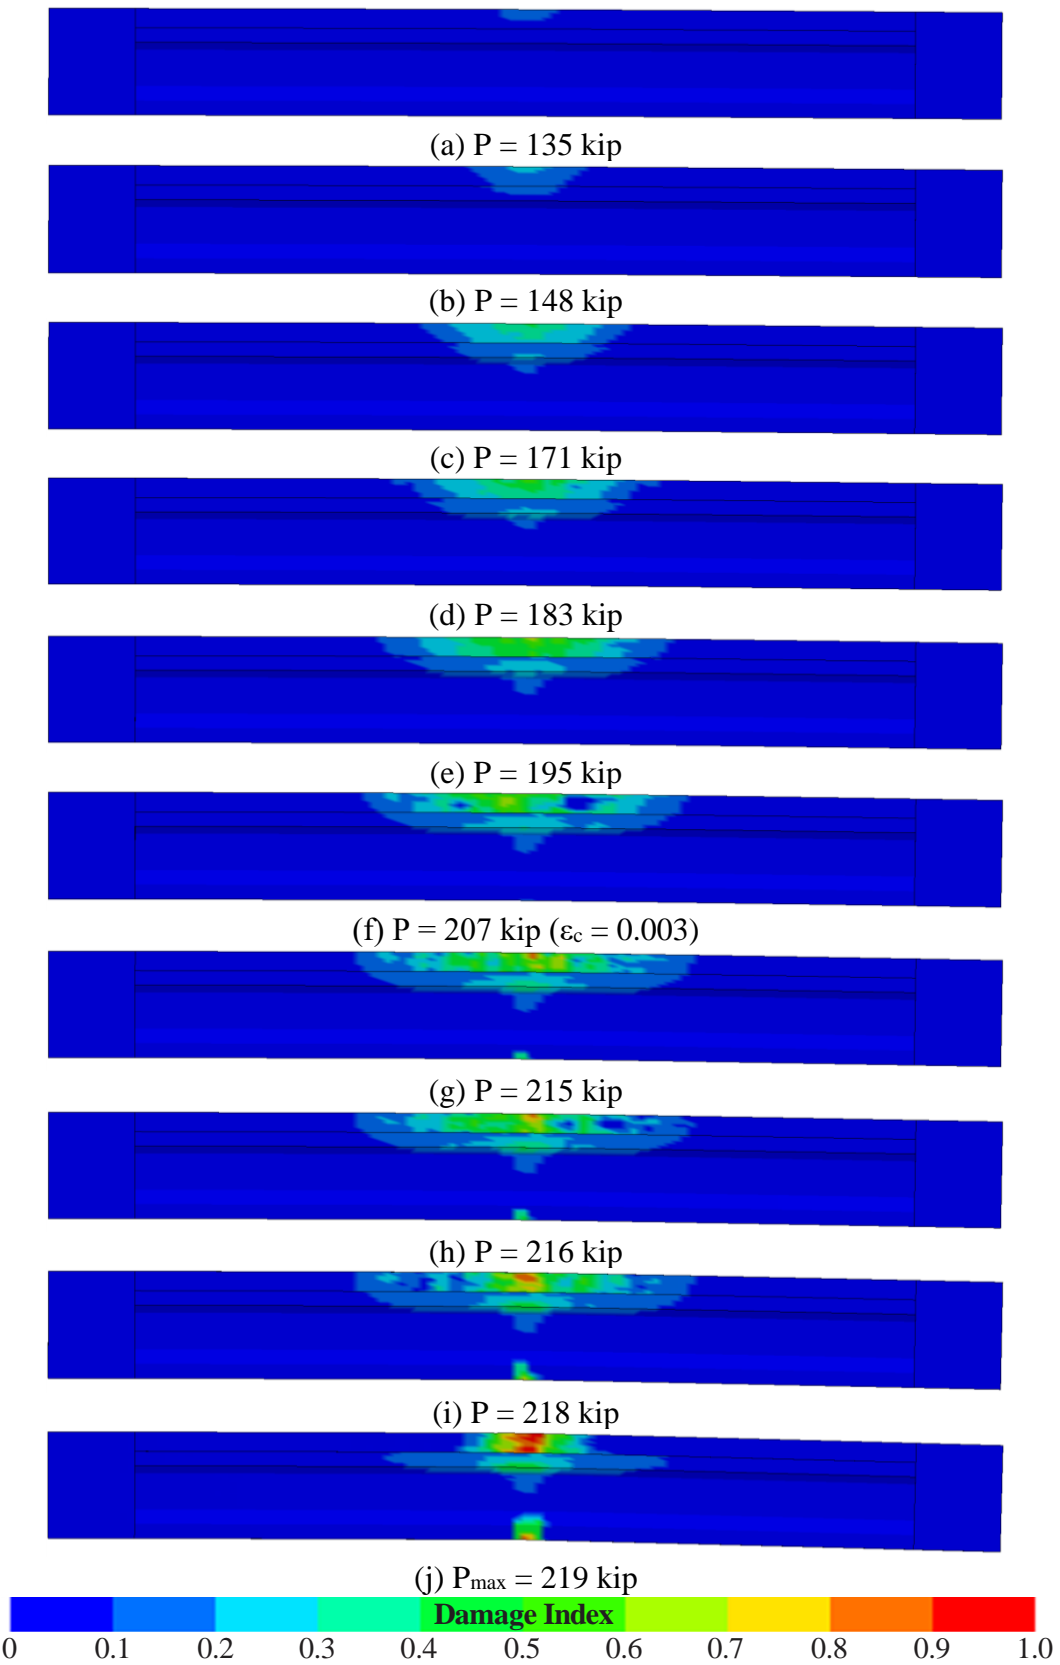 (a) P = 135 kip
(b) P = 148 kip
(c) P = 171 kip
(d) P = 183 kip
(e) P = 195 kip
(f) P = 207 kip (εc = 0.003)
(g) P = 215 kip
(h) P = 216 kip
(i) P = 218 kip
(j) Pmax = 219 kip
Damage Index
0 0.1 0.2 0.3 0.4 0.5 0.6 0.7 0.8 0.9 1.0